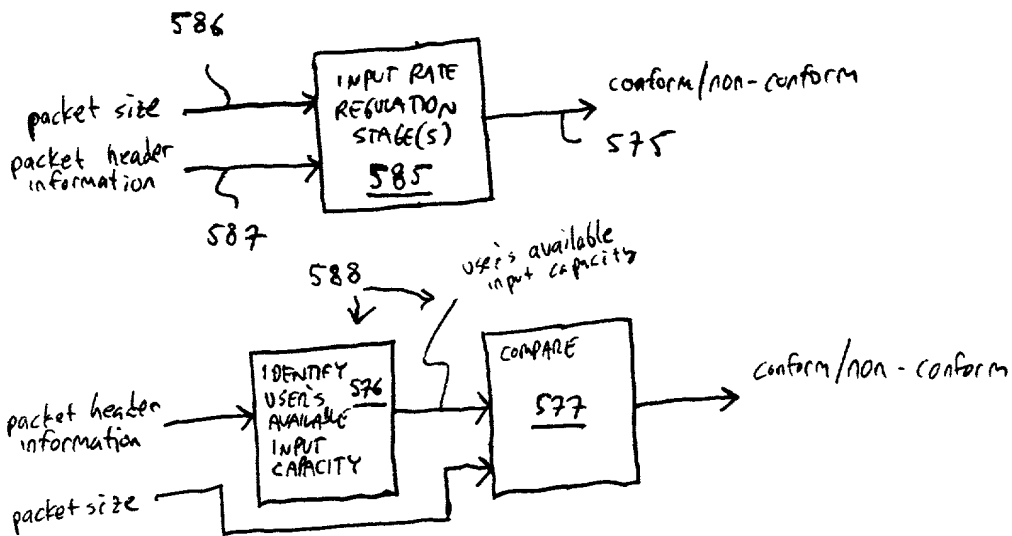 586
packet size
packet header
information
587
INPUT RATE
REGULATION
STAGE(S)
585
conform/non-conform
575
588
user's available
input capacity
packet header
information
packet size
IDENTIFY
USER'S 576
AVAILABLE
INPUT
CAPACITY
COMPARE
577
conform/non-conform